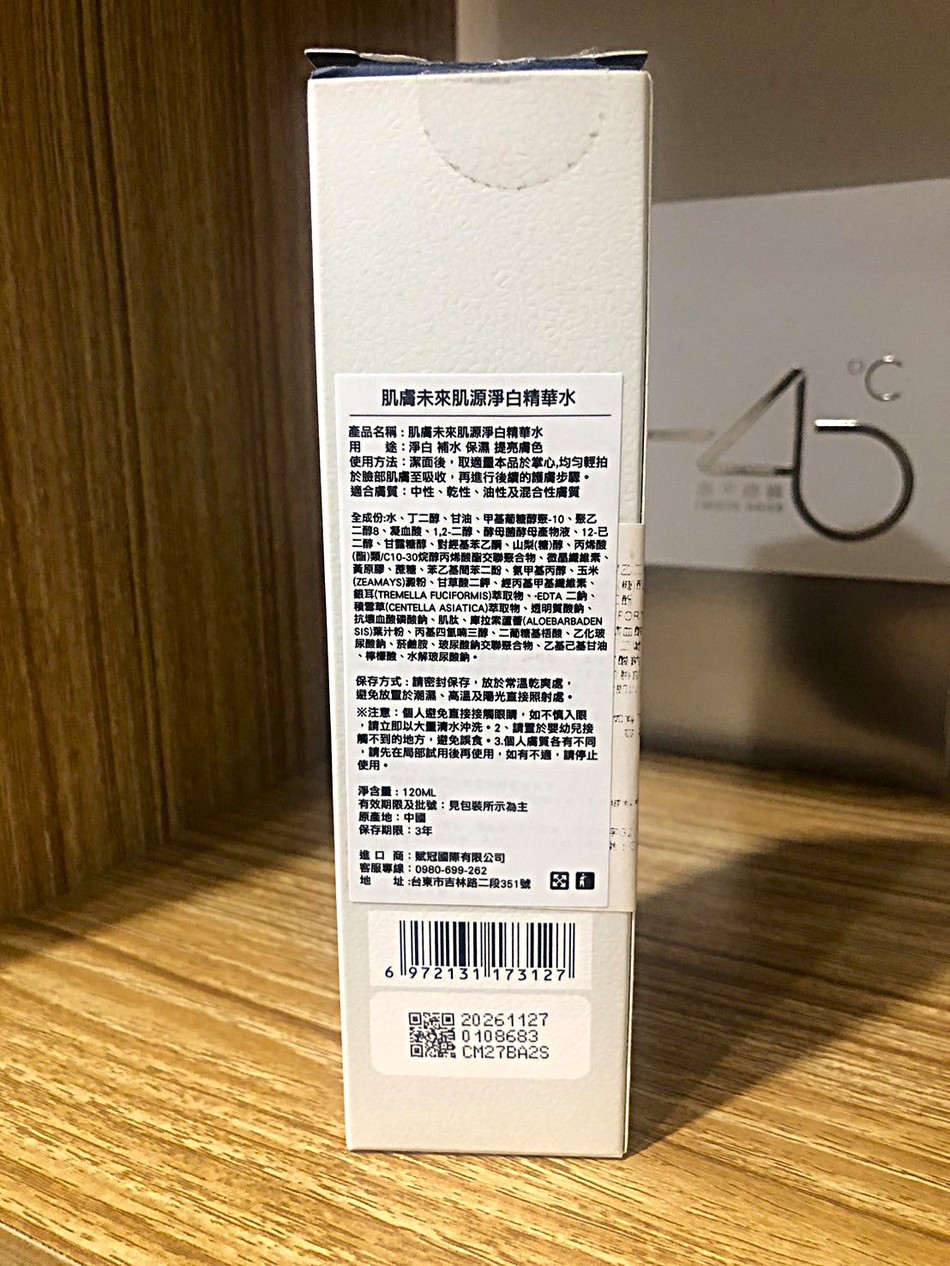 肌膚未來肌源淨白精華水
產品名稱：肌膚未來肌源淨白精華水
用　　途：淨白 補水 保濕 提亮膚色
使用方法：潔面後，取適量本品於掌心,均勻輕拍
於臉部肌膚至吸收，再進行後續的護膚步驟。
適合膚質：中性、乾性、油性及混合性膚質
全成份:水、丁二醇、甘油、甲基葡糖醇聚-10、聚乙
二醇8、凝血酸、1,2-二醇、酵母菌酵母產物液、12-已
二醇、甘露糖醇、對經基苯乙酮、山梨(糖)醇、丙烯酸
(酯)類/C10-30烷醇丙烯酸酯交聯聚合物、微晶纖維素、
黃原膠、蔗糖、苯乙基間苯二酚、氨甲基丙醇、玉米
(ZEAMAYS)澱粉、甘草酸二鉀、經丙基甲基纖維素、
銀耳(TREMELLA FUCIFORMIS)萃取物、-EDTA 二鈉、
積雪草(CENTELLA ASIATICA)萃取物、透明質酸鈉、
抗壞血酸磷酸鈉、肌肽、庫拉索蘆薈(ALOEBARBADEN
SIS)葉汁粉、丙基四氫喃三醇、二葡糖基棓酸、乙化玻
尿酸鈉、菸鹼胺、玻尿酸鈉交聯聚合物、乙基己基甘油
、檸檬酸、水解玻尿酸鈉。
保存方式：請密封保存，放於常溫乾爽處，
避免放置於潮濕、高溫及陽光直接照射處。
※注意：個人避免直接接觸眼睛，如不慎入眼
，請立即以大量清水沖洗。2、請置於嬰幼兒接
觸不到的地方，避免誤食。3.個人膚質各有不同
，請先在局部試用後再使用，如有不適，請停止
使用。
淨含量：120ML
有效期限及批號：見包裝所示為主
原產地：中國
保存期限：3年
進 口　商：賦冠國際有限公司
客服專線：0980-699-262
地　　址:台東市吉林路二段351號
6 972131 173127
20261127
0108683
CM27BA2S
°C